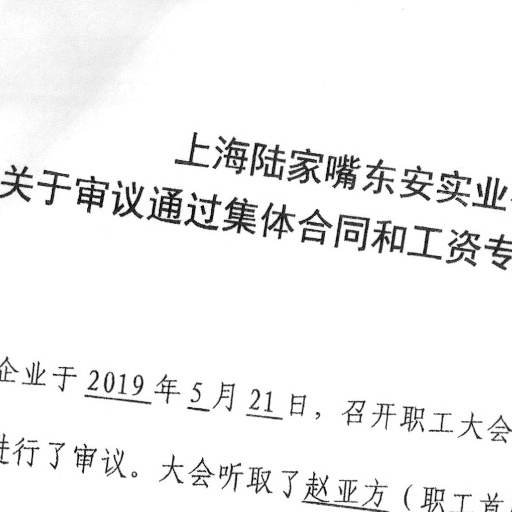 上海陆家嘴东安实业
关于审议通过集体合同和工资专
企业于 2019 年 5 月 21 日，召开职工大会
进行了审议。大会听取了赵亚方（职工首